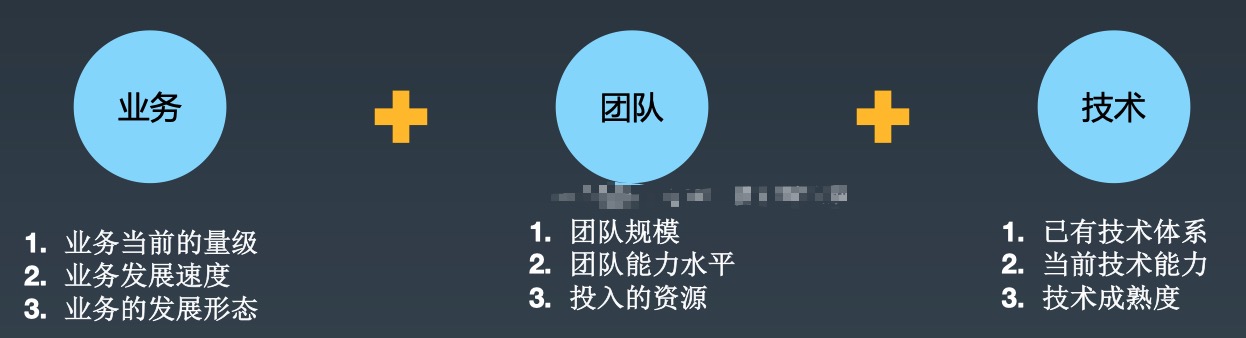 业务
团队
技术
1. 业务当前的量级
2. 业务发展速度
3. 业务的发展形态
1. 团队规模
2. 团队能力水平
3. 投入的资源
1. 已有技术体系
2. 当前技术能力
3. 技术成熟度